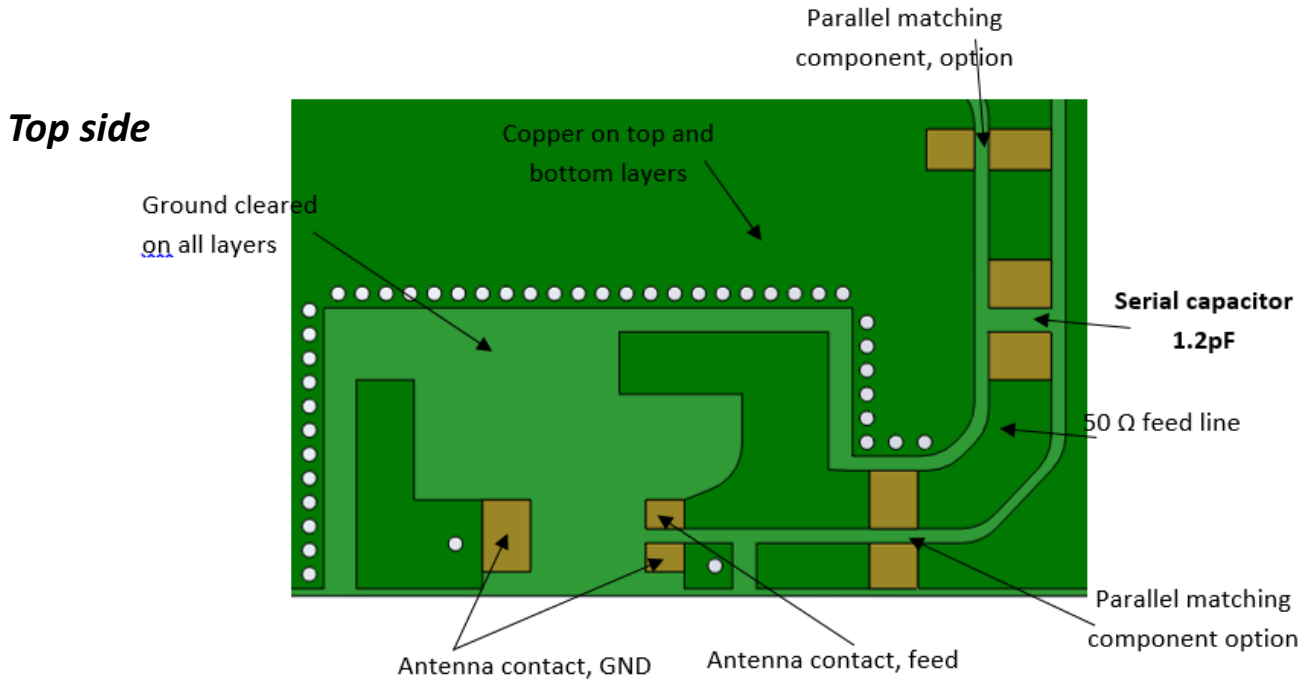 Parallel matching
component, option
Top side
Copper on top and
bottom layers
Ground cleared
on all layers
Serial capacitor
1.2pF
50 Ω feed line
Parallel matching
component option
Antenna contact, GND
Antenna contact, feed